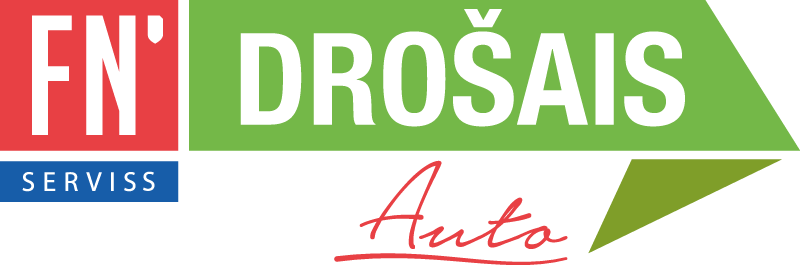 FN'
SERVISS
DROŠAIS
Auto